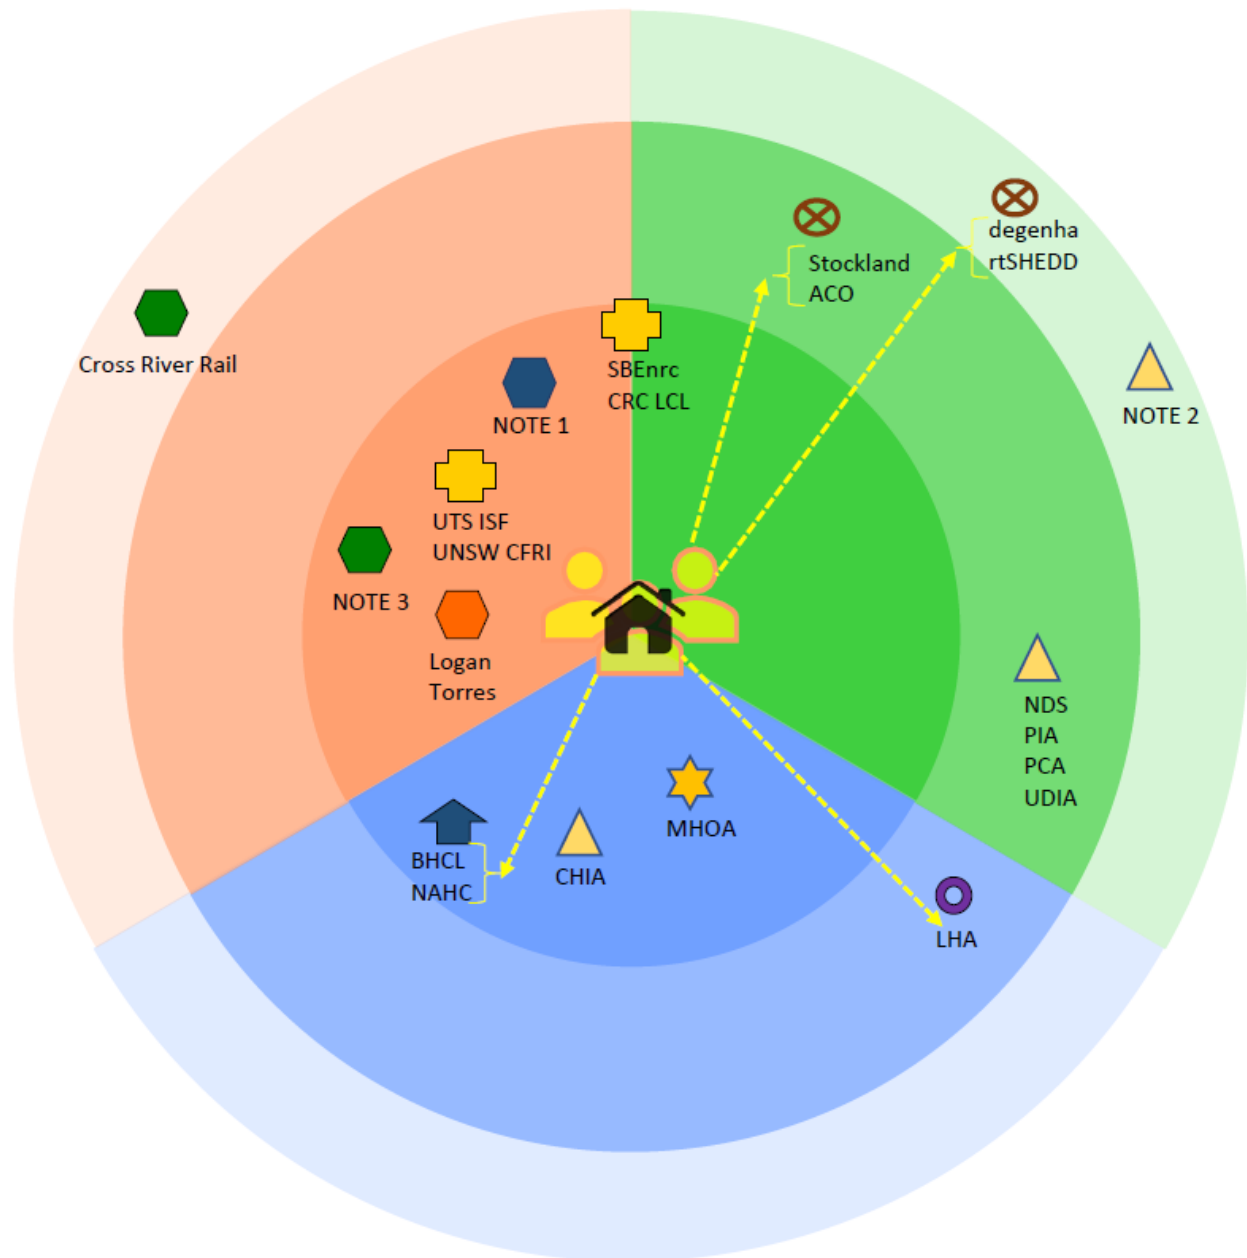 degenha
rtSHEDD
Stockland
ACO
Cross River Rail
SBEnrc
CRC LCL
NOTE 1
NOTE 2
UTS ISF
UNSW CFRI
NOTE 3
Logan
Torres
NDS
PIA
PCA
UDIA
MHOA
BHCL
NAHC
CHIA
LHA